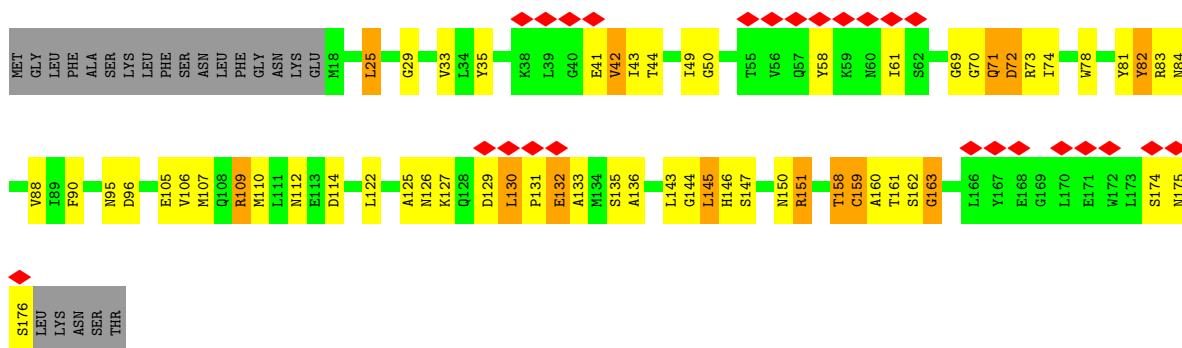 MET GLY LEU PHE ALA SER LYS LEU PHE SER ASN LEU PHE GLY ASN LYS GLU M18 L25 G29 V33 L34 Y35 K38 L39 G40 E41 V42 I43 T44 I49 G50 T55 V56 Q57 Y58 K59 N60 I61 S62 G69 G70 Q71 D72 R73 I74 W78 Y81 Y82 R83 N84
V88 I89 F90 N95 D96 E105 V106 M107 Q108 R109 M110 L111 N112 E113 D114 L122 A125 N126 K127 Q128 D129 L130 P131 E132 A133 M134 S135 A136 L143 G144 L145 H146 S147 N150 R151 T158 C159 A160 T161 S162 G163 L166 Y167 E168 G169 L170 E171 W172 L173 S174 N175
S176 LEU LYS ASN SER THR